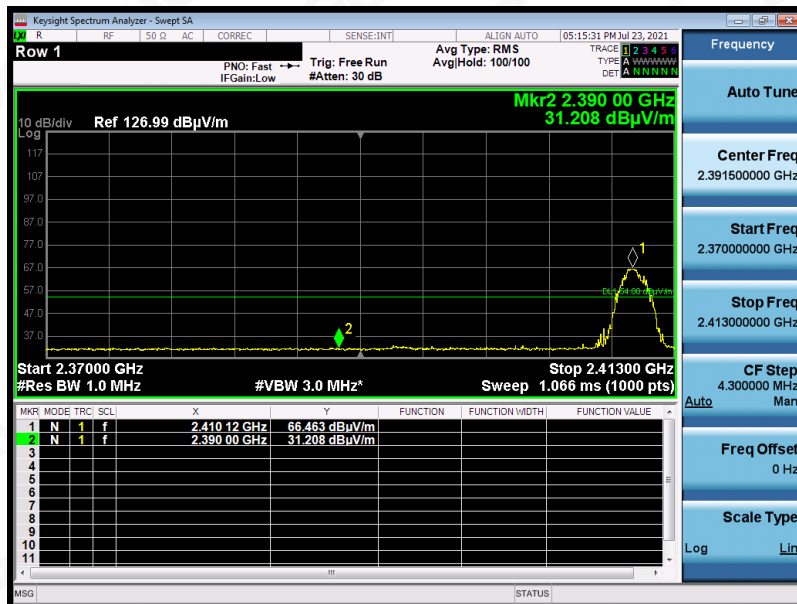 Keysight Spectrum Analyzer - Swept SA
LXI R RF 50 Ω AC CORREC SENSE:INT ALIGN AUTO 05:15:31 PM Jul 23, 2021
Row 1
PNO: Fast
IFGain:Low
Trig: Free Run
#Atten: 30 dB
Avg Type: RMS
Avg|Hold: 100/100
TRACE 1 2 3 4 5 6
TYPE A WWWWW
DET A N N N N N
Mkr2 2.390 00 GHz
31.208 dBµV/m
10 dB/div Ref 126.99 dBµV/m
Log
117
107
97.0
87.0
77.0
67.0
57.0
47.0
37.0
1
2
DL1 54.00 dBµV/m
Start 2.37000 GHz Stop 2.41300 GHz
#Res BW 1.0 MHz #VBW 3.0 MHz* Sweep 1.066 ms (1000 pts)
MKR MODE TRC SCL X Y FUNCTION FUNCTION WIDTH FUNCTION VALUE
1 N 1 f 2.410 12 GHz 66.463 dBµV/m
2 N 1 f 2.390 00 GHz 31.208 dBµV/m
3
4
5
6
7
8
9
10
11
MSG STATUS
Frequency
Auto Tune
Center Freq
2.391500000 GHz
Start Freq
2.370000000 GHz
Stop Freq
2.413000000 GHz
CF Step
4.300000 MHz
Auto Man
Freq Offset
0 Hz
Scale Type
Log Lin